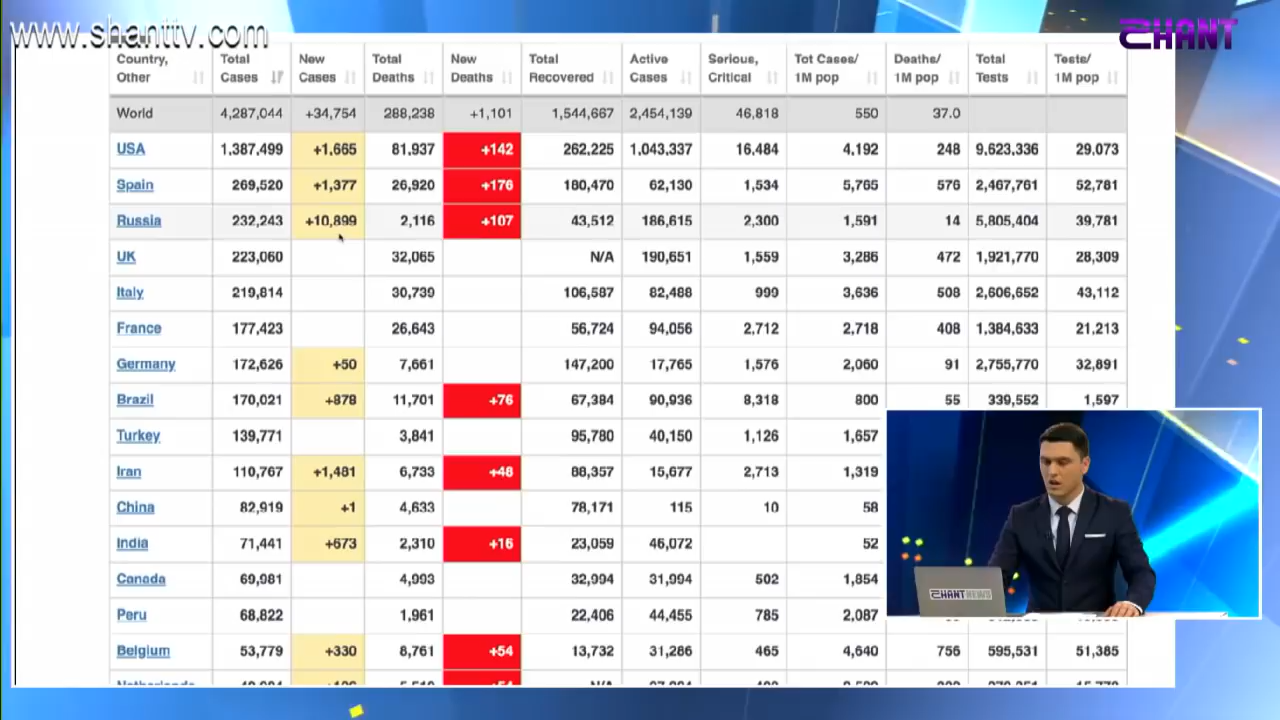 www.shanttv.com
SHANT
Country, Other Total Cases New Cases Total Deaths New Deaths Total Recovered Active Cases Serious, Critical Tot Cases/ 1M pop Deaths/ 1M pop Total Tests Tests/ 1M pop
World 4,287,044 +34,754 288,238 +1,101 1,544,667 2,454,139 46,818 550 37.0
USA 1,387,499 +1,665 81,937 +142 262,225 1,043,337 16,484 4,192 248 9,623,336 29,073
Spain 269,520 +1,377 26,920 +176 180,470 62,130 1,534 5,765 576 2,467,761 52,781
Russia 232,243 +10,899 2,116 +107 43,512 186,615 2,300 1,591 14 5,805,404 39,781
UK 223,060 32,065 N/A 190,651 1,559 3,286 472 1,921,770 28,309
Italy 219,814 30,739 106,587 82,488 999 3,636 508 2,606,652 43,112
France 177,423 26,643 56,724 94,056 2,712 2,718 408 1,384,633 21,213
Germany 172,626 +50 7,661 147,200 17,765 1,576 2,060 91 2,755,770 32,891
Brazil 170,021 +878 11,701 +76 67,384 90,936 8,318 800 55 339,552 1,597
Turkey 139,771 3,841 95,780 40,150 1,126 1,657
Iran 110,767 +1,481 6,733 +48 88,357 15,677 2,713 1,319
China 82,919 +1 4,633 78,171 115 10 58
India 71,441 +673 2,310 +16 23,059 46,072 52
Canada 69,981 4,993 32,994 31,994 502 1,854
Peru 68,822 1,961 22,406 44,455 785 2,087
Belgium 53,779 +330 8,761 +54 13,732 31,286 465 4,640 756 595,531 51,385
SHANT NEWS